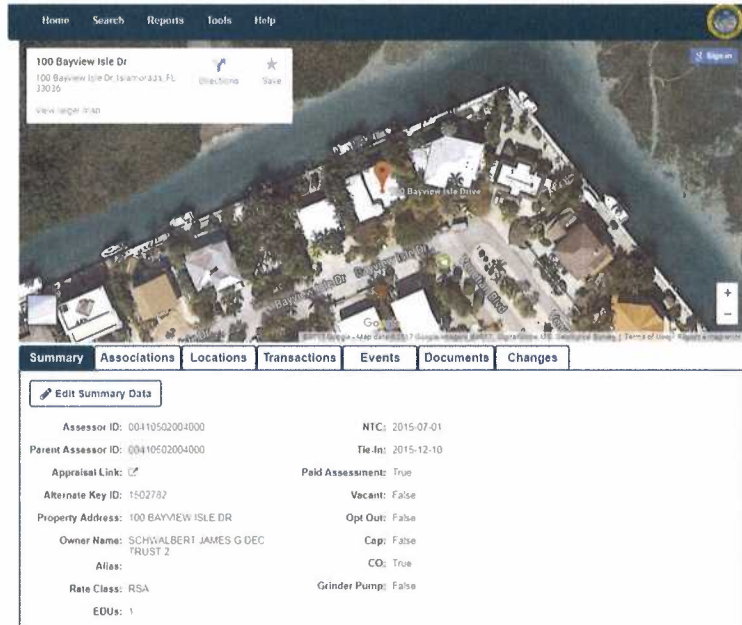 Home Search Reports Tools Help
100 Bayview Isle Dr
100 Bayview Isle Dr, Islamorada, FL
33036
Directions Save
View larger map
Sign in
100 Bayview Isle Drive
Bayview Isle Dr
Bayview Isle Dr
+
−
Summary Associations Locations Transactions Events Documents Changes
Edit Summary Data
Assessor ID: 00410502004000
Parent Assessor ID: 00410502004000
Appraisal Link:
Alternate Key ID: 1502782
Property Address: 100 BAYVIEW ISLE DR
Owner Name: SCHWALBERT JAMES G DEC
TRUST 2
Alias:
Rate Class: RSA
EDUs: 1
NTC: 2015-07-01
Tie-In: 2015-12-10
Paid Assessment: True
Vacant: False
Opt Out: False
Cap: False
CO: True
Grinder Pump: False